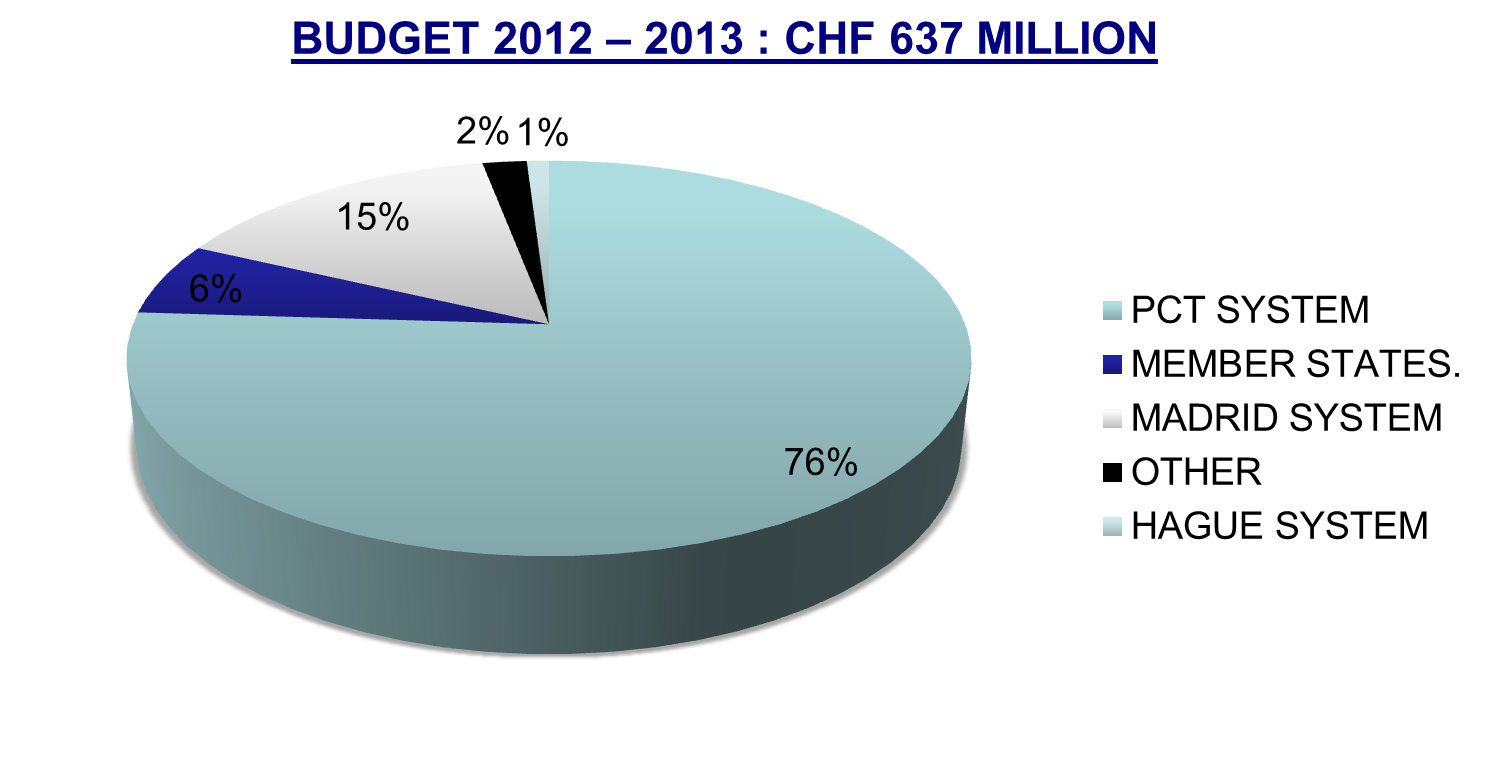 BUDGET 2012 – 2013 : CHF 637 MILLION
2% 1%
15%
6%
76%
PCT SYSTEM
MEMBER STATES.
MADRID SYSTEM
OTHER
HAGUE SYSTEM